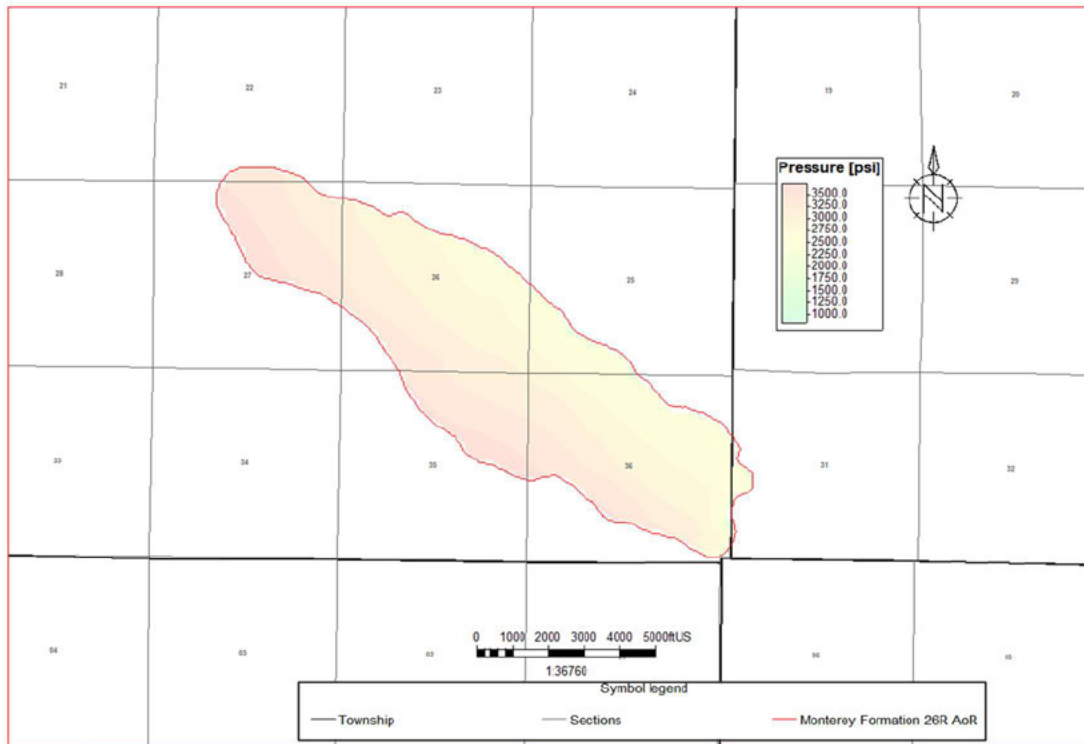 21 22 23 24 19 20
Pressure [psi]
3500.0
3250.0
3000.0
2750.0
2500.0
2250.0
2000.0
1750.0
1500.0
1250.0
1000.0
N
28 27 26 25 29
34 35 36 31 32
0 1000 2000 3000 4000 5000ftUS
1:36760
04 03
Symbol legend
Township Sections Monterey Formation 26R AoR